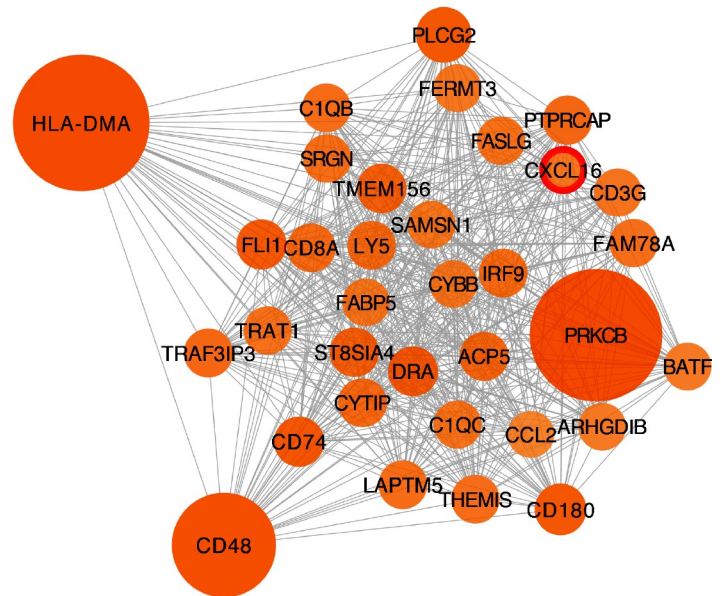 PLCG2
FERMT3
HLA-DMA
C1QB
PTPRCAP
FASLG
SRGN
CXCL16
TMEM156
CD3G
SAMSN1
FLI1
CD8A
LY5
FAM78A
CYBB
IRF9
FABP5
TRAT1
PRKCB
TRAF3IP3
ST8SIA4
ACP5
DRA
BATF
CYTIP
C1QC
CCL2
ARHGDIB
CD74
LAPTM5
THEMIS
CD180
CD48